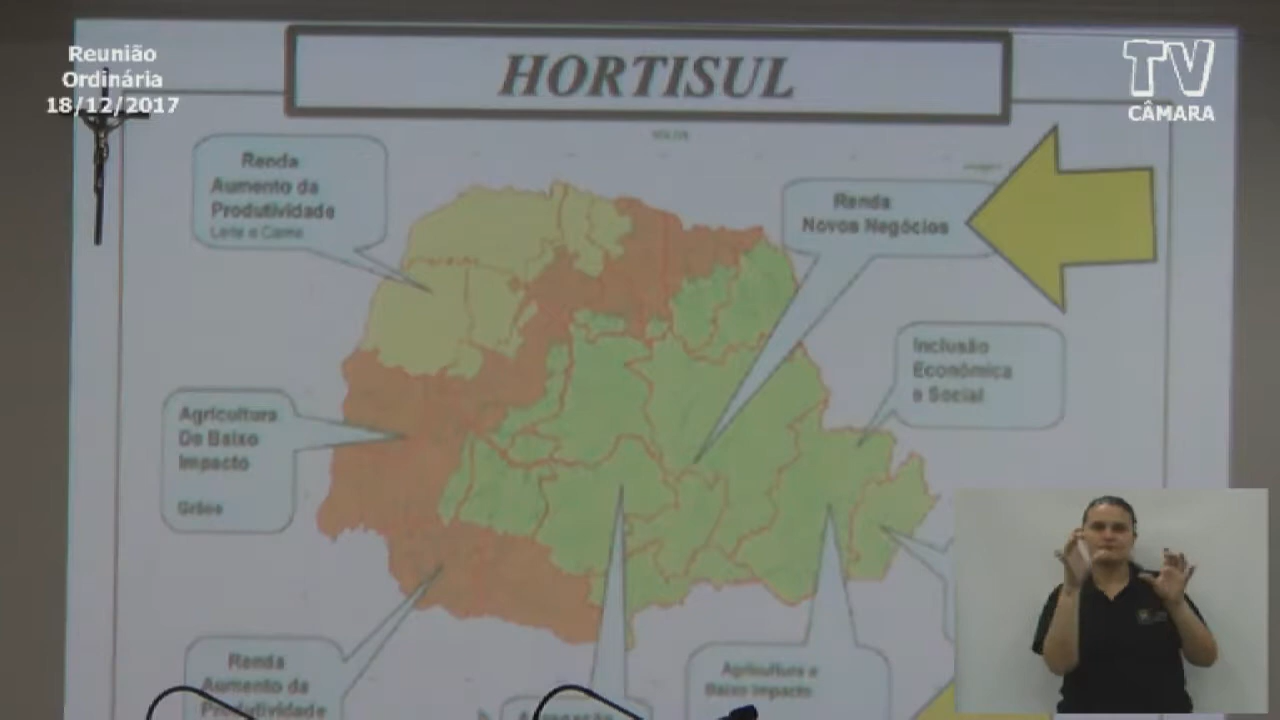 Reunião
Ordinária
18/12/2017
HORTISUL
TV
CÂMARA
Renda
Aumento da
Produtividade
Leite e Carne
Renda
Novos Negócios
Inclusão
Econômica
e Social
Agricultura
De Baixo
Impacto
Grãos
Renda
Aumento da
Produtividade
Agricultura e
Baixo Impacto